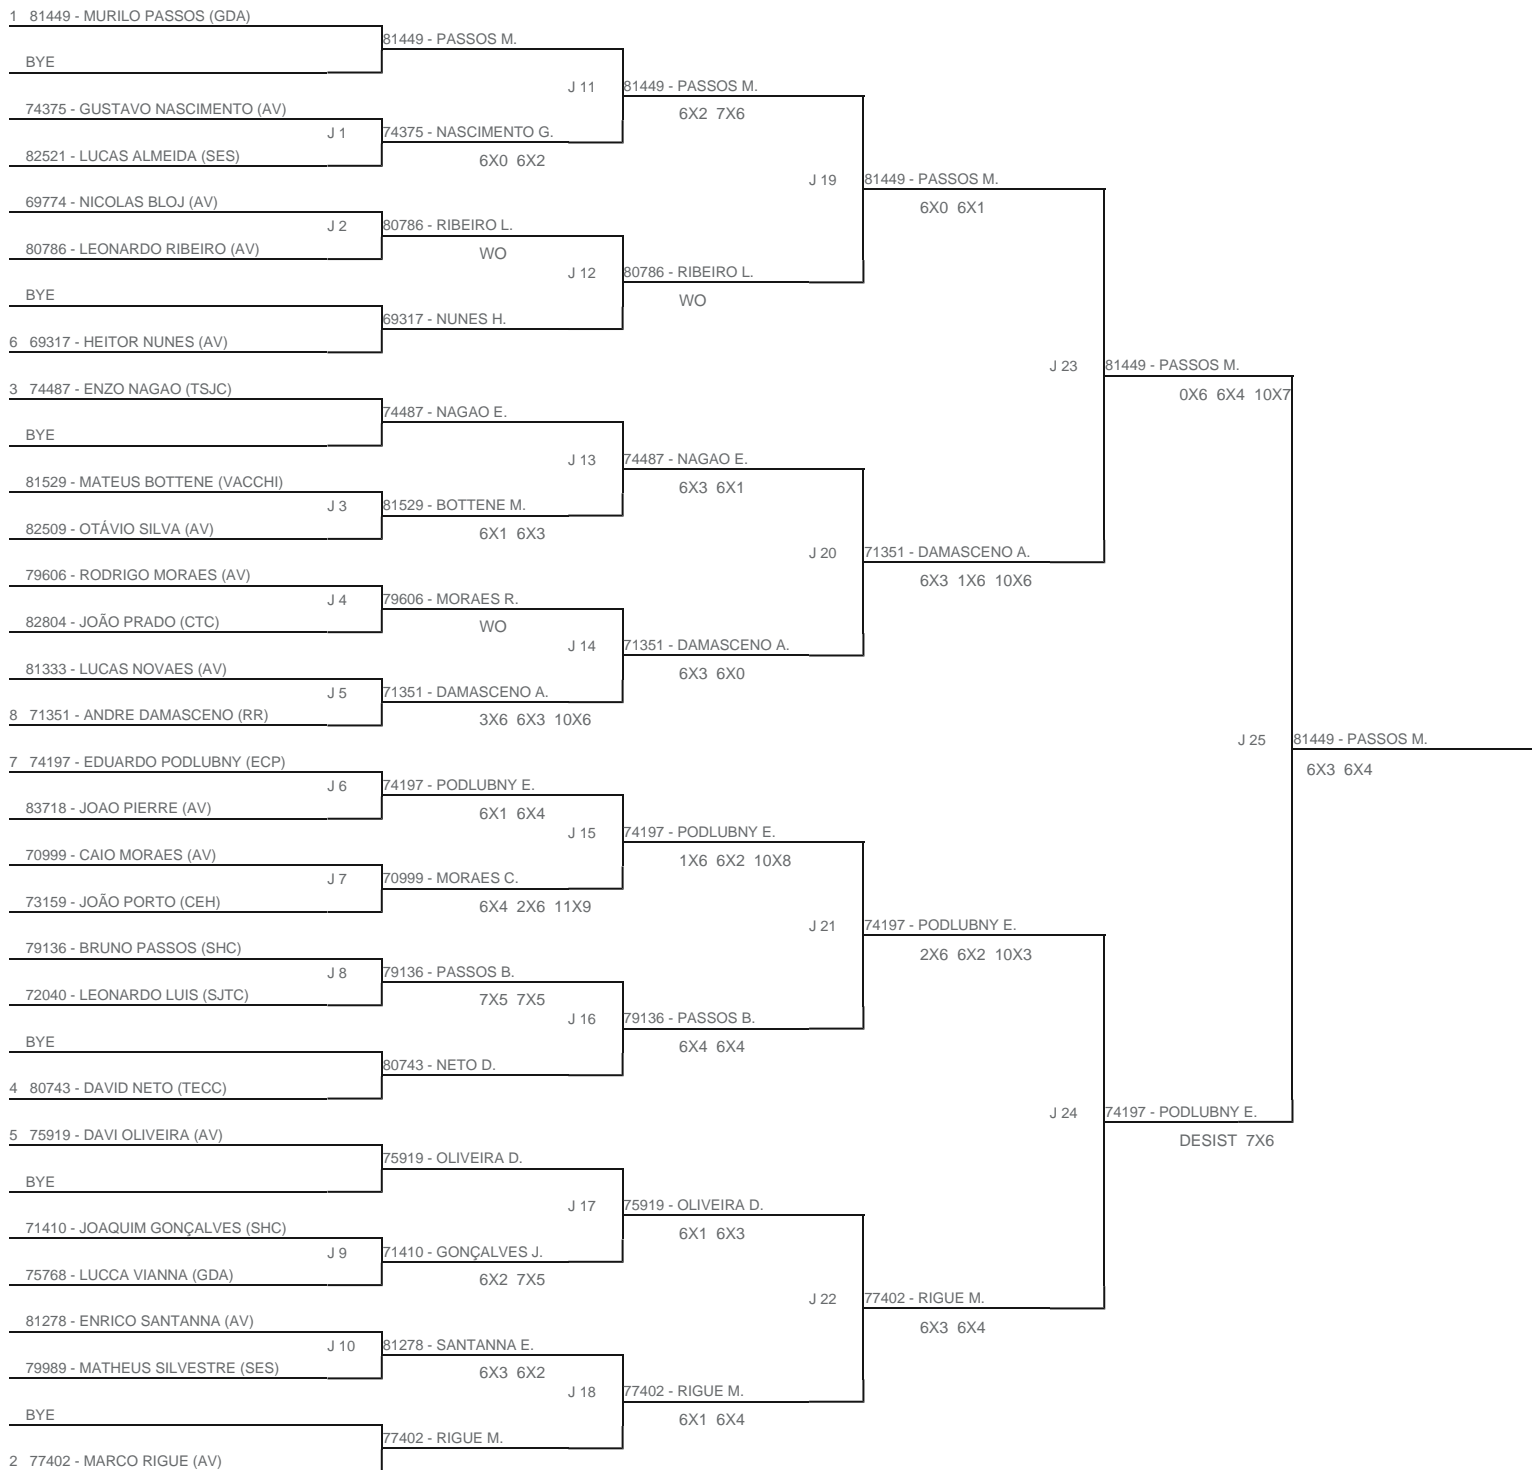 1 81449 - MURILO PASSOS (GDA)
81449 - PASSOS M.
BYE
J 11 81449 - PASSOS M.
6X2 7X6
74375 - GUSTAVO NASCIMENTO (AV)
J 1 74375 - NASCIMENTO G.
82521 - LUCAS ALMEIDA (SES)
6X0 6X2
J 19 81449 - PASSOS M.
6X0 6X1
69774 - NICOLAS BLOJ (AV)
J 2 80786 - RIBEIRO L.
80786 - LEONARDO RIBEIRO (AV)
WO
J 12 80786 - RIBEIRO L.
WO
BYE
69317 - NUNES H.
6 69317 - HEITOR NUNES (AV)
J 23 81449 - PASSOS M.
0X6 6X4 10X7
3 74487 - ENZO NAGAO (TSJC)
74487 - NAGAO E.
BYE
J 13 74487 - NAGAO E.
6X3 6X1
81529 - MATEUS BOTTENE (VACCHI)
J 3 81529 - BOTTENE M.
82509 - OTÁVIO SILVA (AV)
6X1 6X3
J 20 71351 - DAMASCENO A.
6X3 1X6 10X6
79606 - RODRIGO MORAES (AV)
J 4 79606 - MORAES R.
82804 - JOÃO PRADO (CTC)
WO
J 14 71351 - DAMASCENO A.
6X3 6X0
81333 - LUCAS NOVAES (AV)
J 5 71351 - DAMASCENO A.
8 71351 - ANDRE DAMASCENO (RR)
3X6 6X3 10X6
J 25 81449 - PASSOS M.
6X3 6X4
7 74197 - EDUARDO PODLUBNY (ECP)
J 6 74197 - PODLUBNY E.
83718 - JOAO PIERRE (AV)
6X1 6X4
J 15 74197 - PODLUBNY E.
1X6 6X2 10X8
70999 - CAIO MORAES (AV)
J 7 70999 - MORAES C.
73159 - JOÃO PORTO (CEH)
6X4 2X6 11X9
J 21 74197 - PODLUBNY E.
2X6 6X2 10X3
79136 - BRUNO PASSOS (SHC)
J 8 79136 - PASSOS B.
72040 - LEONARDO LUIS (SJTC)
7X5 7X5
J 16 79136 - PASSOS B.
6X4 6X4
BYE
80743 - NETO D.
4 80743 - DAVID NETO (TECC)
J 24 74197 - PODLUBNY E.
DESIST 7X6
5 75919 - DAVI OLIVEIRA (AV)
75919 - OLIVEIRA D.
BYE
J 17 75919 - OLIVEIRA D.
6X1 6X3
71410 - JOAQUIM GONÇALVES (SHC)
J 9 71410 - GONÇALVES J.
75768 - LUCCA VIANNA (GDA)
6X2 7X5
J 22 77402 - RIGUE M.
6X3 6X4
81278 - ENRICO SANTANNA (AV)
J 10 81278 - SANTANNA E.
79989 - MATHEUS SILVESTRE (SES)
6X3 6X2
J 18 77402 - RIGUE M.
6X1 6X4
BYE
77402 - RIGUE M.
2 77402 - MARCO RIGUE (AV)